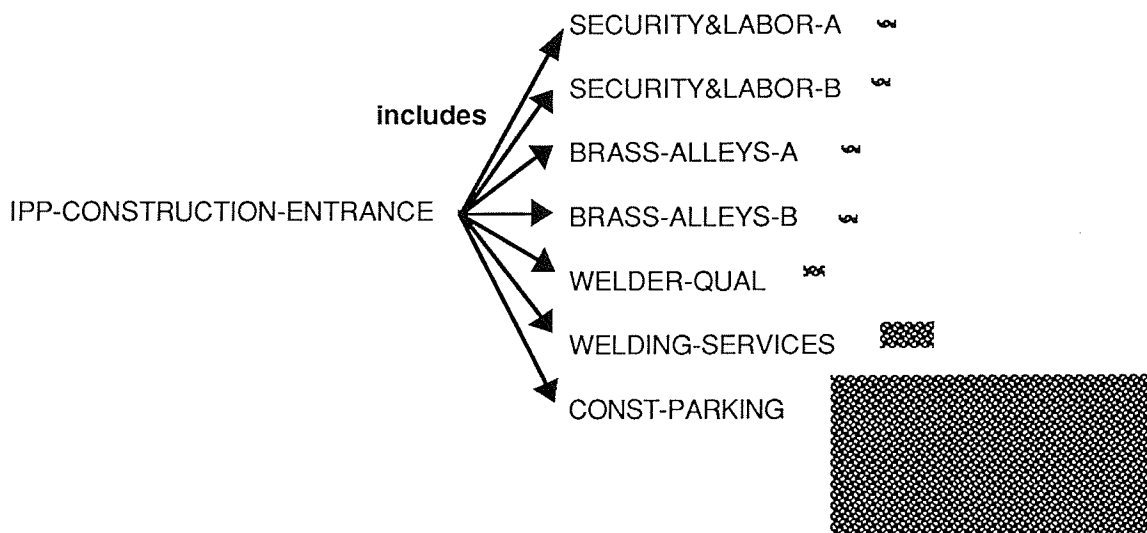 SECURITY&LABOR-A
SECURITY&LABOR-B
includes
BRASS-ALLEYS-A
IPP-CONSTRUCTION-ENTRANCE
BRASS-ALLEYS-B
WELDER-QUAL
WELDING-SERVICES
CONST-PARKING